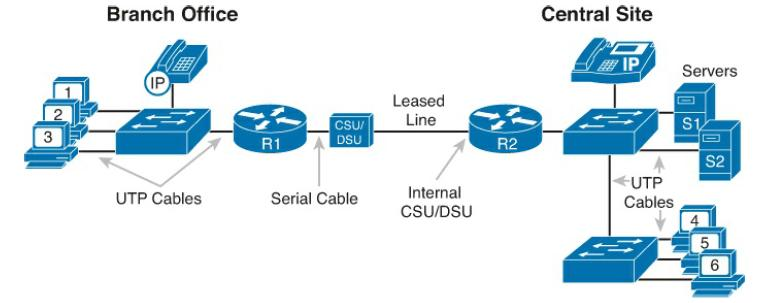 Branch Office
Central Site
IP
IP
Servers
1
2
3
Leased
Line
CSU/
DSU
R1
R2
S1
S2
UTP Cables
Serial Cable
Internal
CSU/DSU
UTP
Cables
4
5
6